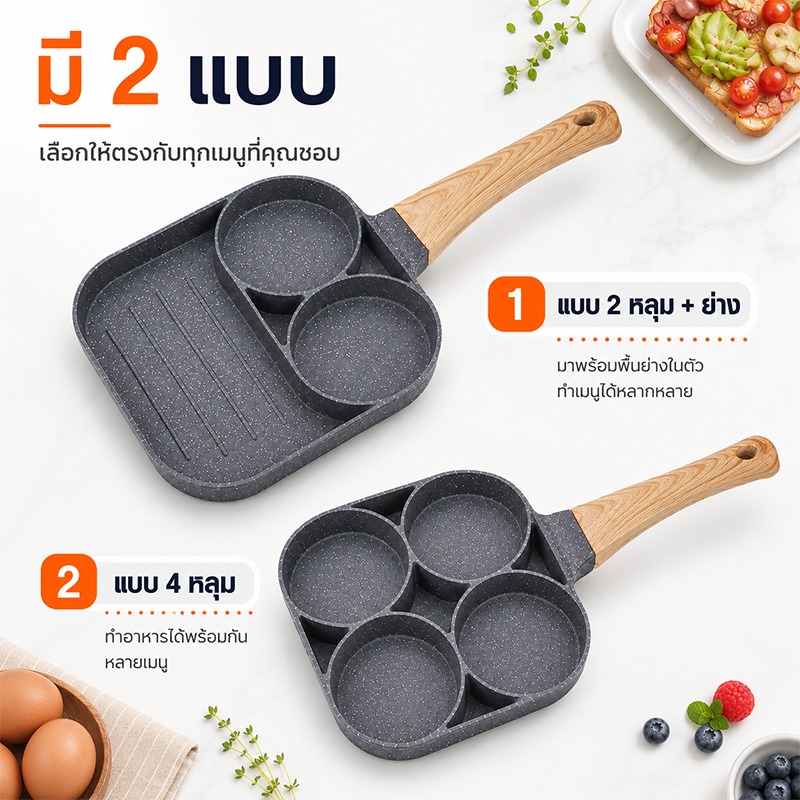 มี 2 แบบ
เลือกให้ตรงกับทุกเมนูที่คุณชอบ
1
แบบ 2 หลุม + ย่าง
มาพร้อมพื้นย่างในตัว
ทำเมนูได้หลากหลาย
2
แบบ 4 หลุม
ทำอาหารได้พร้อมกัน
หลายเมนู